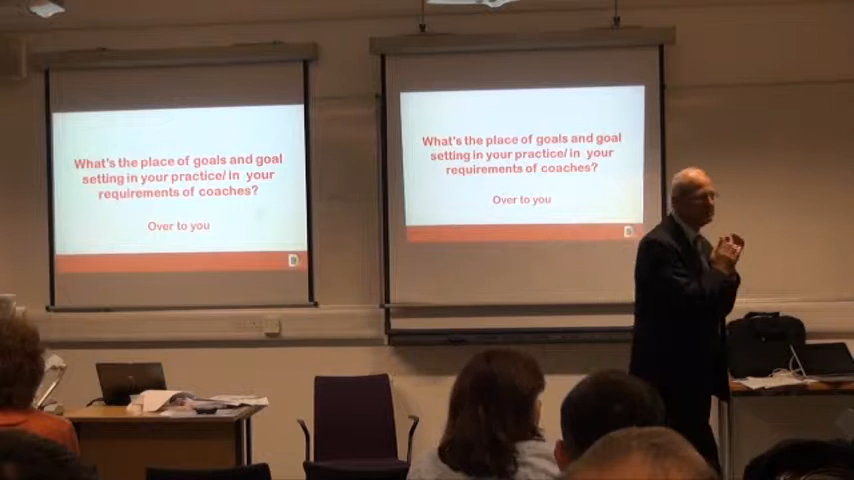 What's the place of goals and goal
setting in your practice/ in your
requirements of coaches?
Over to you
What's the place of goals and goal
setting in your practice/ in your
requirements of coaches?
Over to you